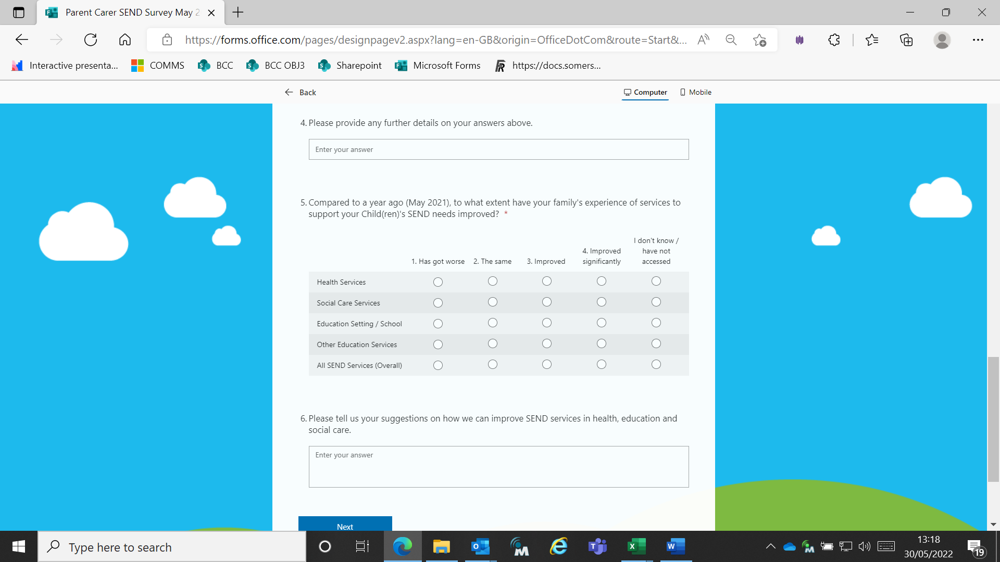 Parent Carer SEND Survey May 2
https://forms.office.com/pages/designpagev2.aspx?lang=en-GB&origin=OfficeDotCom&route=Start&...
Interactive presenta... COMMS BCC BCC OBJ3 Sharepoint Microsoft Forms https://docs.somers...
Back Computer Mobile
4. Please provide any further details on your answers above.
Enter your answer
5. Compared to a year ago (May 2021), to what extent have your family's experience of services to
support your Child(ren)'s SEND needs improved? *
I don't know /
4. Improved have not
1. Has got worse 2. The same 3. Improved significantly accessed
Health Services
Social Care Services
Education Setting / School
Other Education Services
All SEND Services (Overall)
6. Please tell us your suggestions on how we can improve SEND services in health, education and
social care.
Enter your answer
Next
Type here to search
13:18
30/05/2022
19